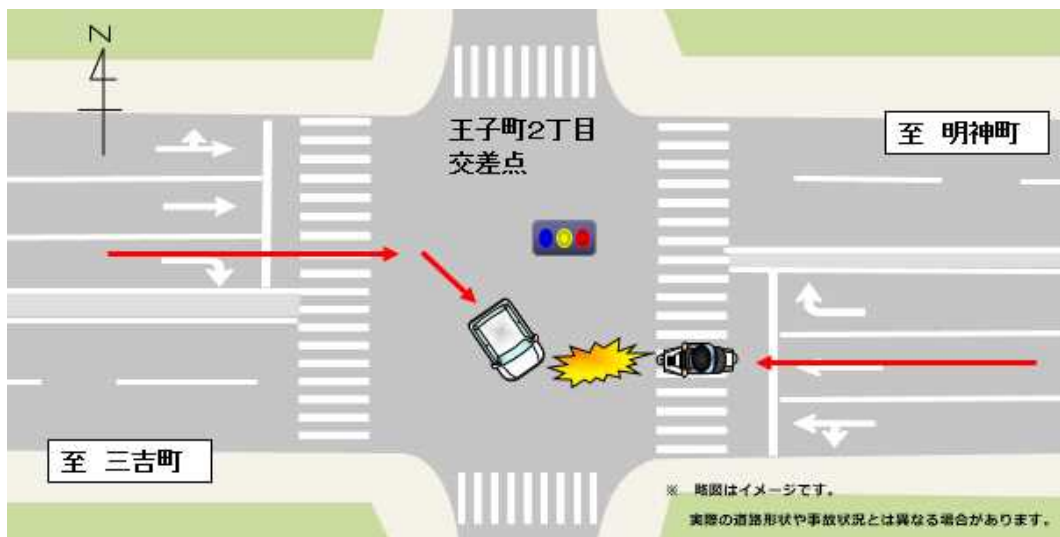 N
王子町2丁目
交差点
至 明神町
至 三吉町
※ 略図はイメージです。
実際の道路形状や事故状況とは異なる場合があります。